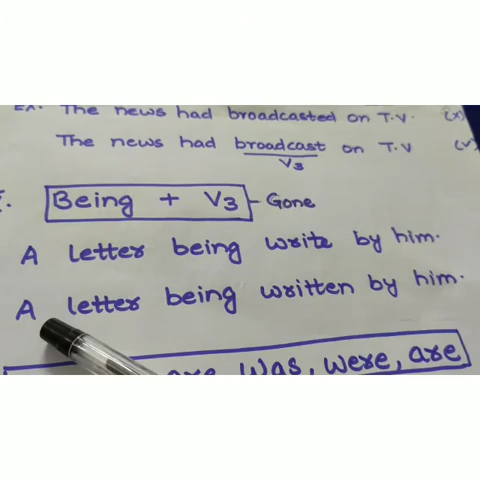 Ex. The news had broadcasted on T.V. (x)
The news had broadcast on T.V (v)
V3
Being + V3 - Gone
A letter being write by him.
A letter being written by him.
are, was, were, are